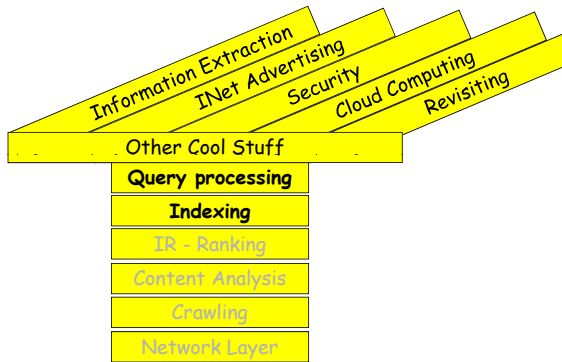 Information Extraction
INet Advertising
Security
Cloud Computing
Revisiting
Other Cool Stuff
Query processing
Indexing
IR - Ranking
Content Analysis
Crawling
Network Layer